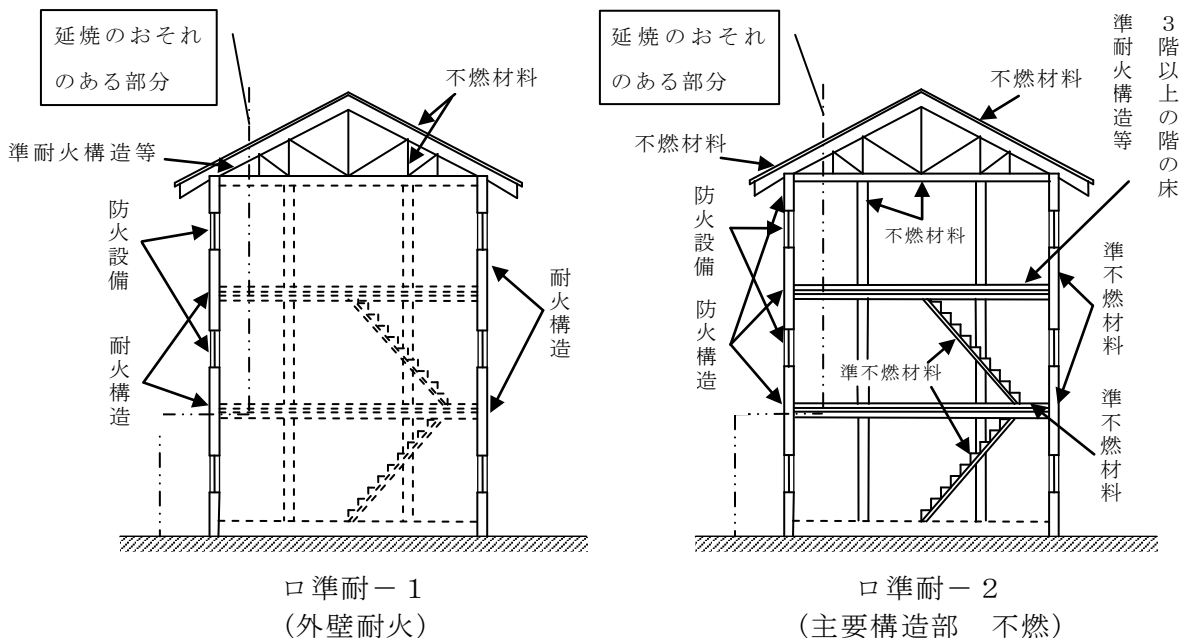 延焼のおそれ
のある部分
不燃材料
準耐火構造等
防火設備
耐火構造
耐火構造
ロ準耐－１
(外壁耐火)
延焼のおそれ
のある部分
不燃材料
不燃材料
３階以上の階の床
準耐火構造等
防火設備
不燃材料
防火構造
準不燃材料
準不燃材料
準不燃材料
ロ準耐－２
(主要構造部　不燃)